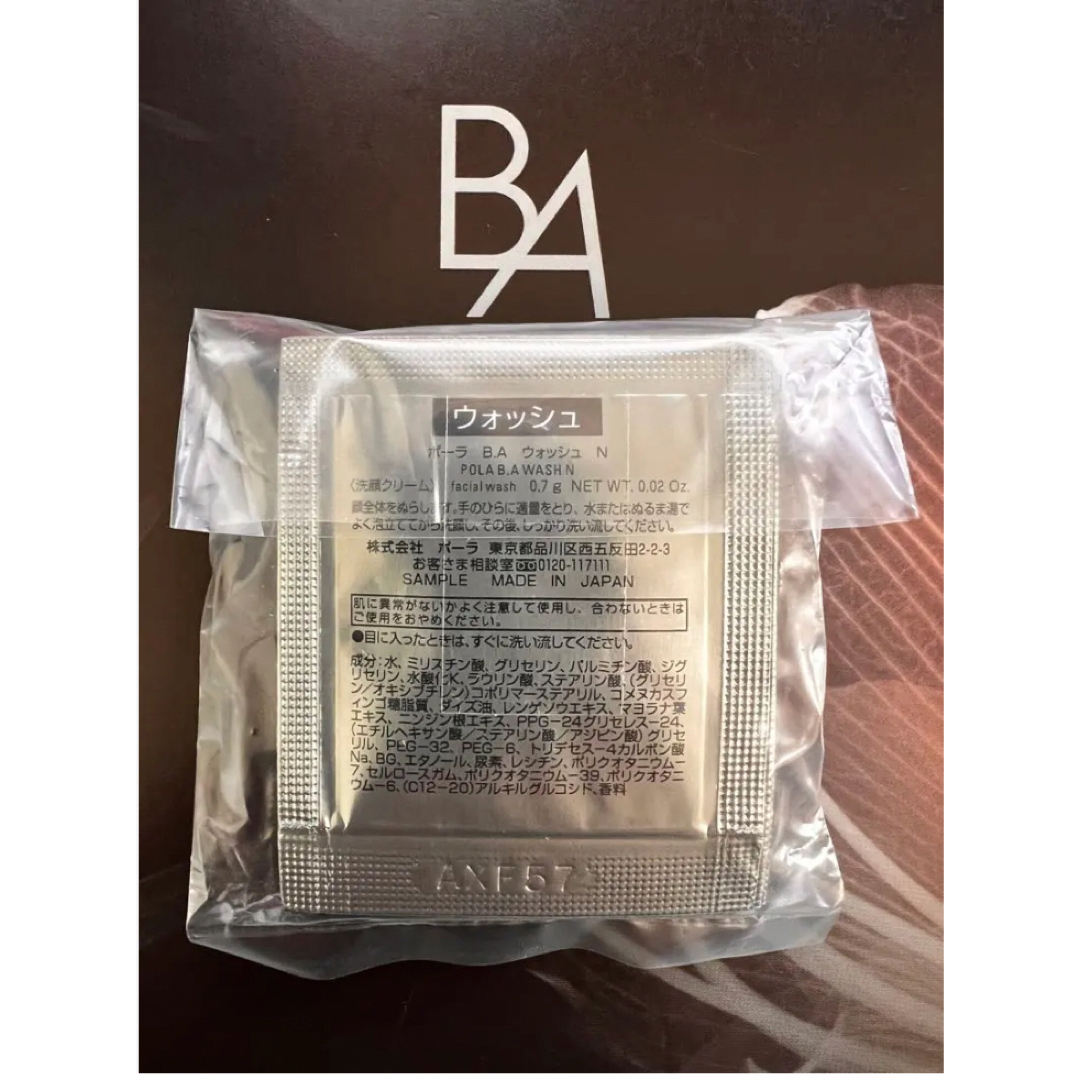 BA
ウォッシュ
ポーラ B.A ウォッシュ N
POLA B.A WASH N
〈洗顔クリーム〉 facial wash 0.7 g NET WT. 0.02 Oz.
顔全体をぬらします。手のひらに適量をとり、水またはぬるま湯で
よく泡立ててから洗顔し、その後、しっかり洗い流してください。
株式会社 ポーラ 東京都品川区西五反田2-2-3
お客さま相談室 0120-117111
SAMPLE MADE IN JAPAN
肌に異常がないかよく注意して使用し、合わないときは
ご使用をおやめください。
●目に入ったときは、すぐに洗い流してください。
成分:水、ミリスチン酸、グリセリン、パルミチン酸、ジグ
リセリン、水酸化K、ラウリン酸、ステアリン酸、(グリセリ
ン/オキシブチレン)コポリマーステアリル、コメヌカスフ
ィンゴ糖脂質、ダイズ油、レンゲソウエキス、マヨラナ葉
エキス、ニンジン根エキス、PPG-24グリセレス-24、
(エチルヘキサン酸/ステアリン酸/アジピン酸)グリセ
リル、PEG-32、PEG-6、トリデセス-4カルボン酸
Na、BG、エタノール、尿素、レシチン、ポリクオタニウム-
7、セルロースガム、ポリクオタニウム-39、ポリクオタニ
ウム-6、(C12-20)アルキルグルコシド、香料
AXF57